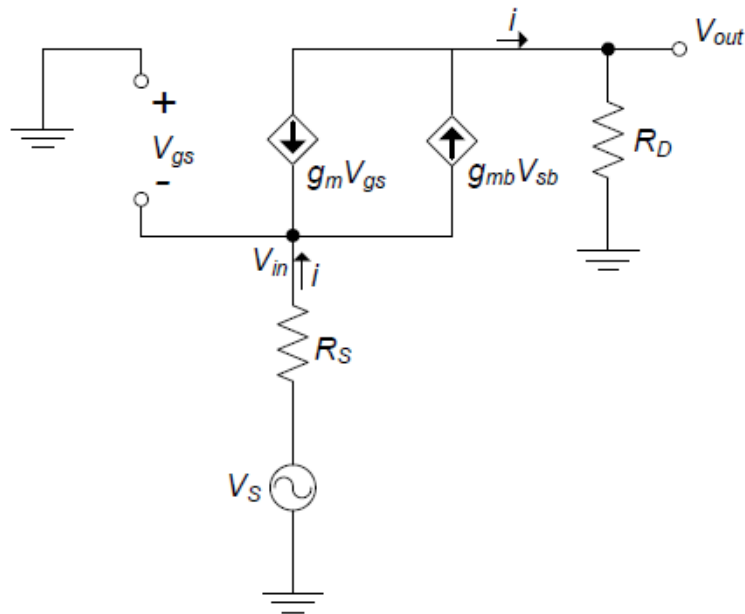 i
V_out
+
V_gs
-
g_mV_gs
g_mbV_sb
R_D
V_in
i
R_S
V_S